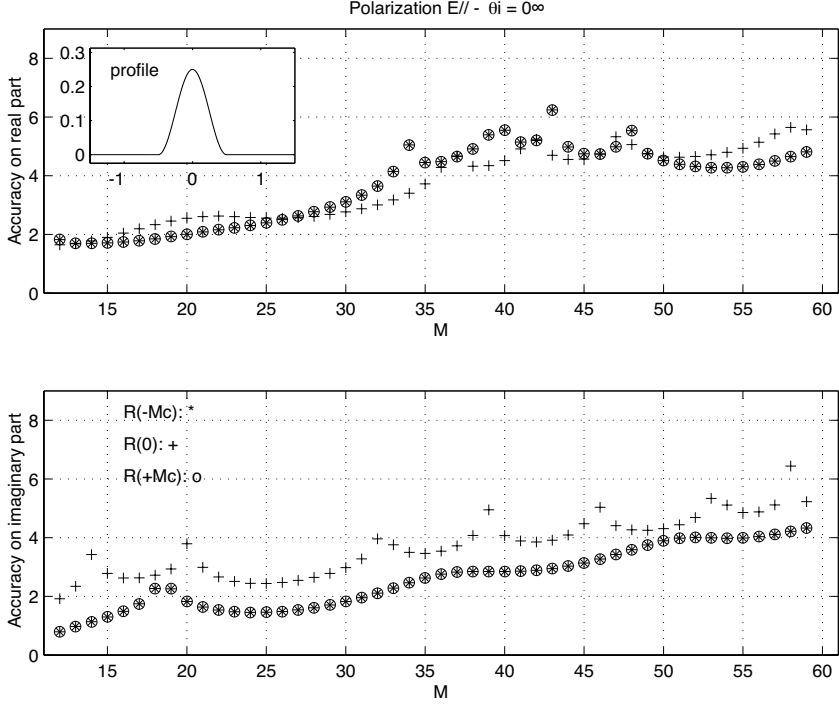 Polarization E// - θi = 0∞
8
6
4
2
0
Accuracy on real part
0.3
0.2
0.1
0
profile
-1 0 1
15 20 25 30 35 40 45 50 55 60
M
8
6
4
2
0
Accuracy on imaginary part
R(-Mc): *
R(0): +
R(+Mc): o
15 20 25 30 35 40 45 50 55 60
M